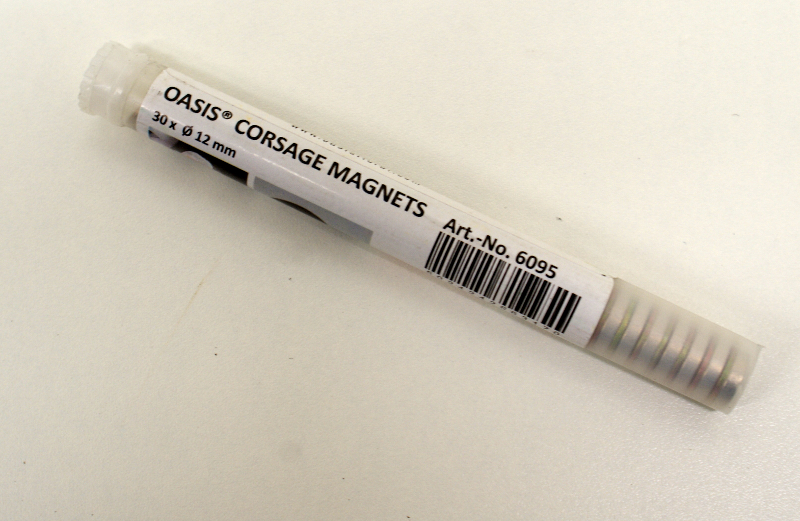 OASIS® CORSAGE MAGNETS
30 x Ø 12 mm
Art.-No. 6095